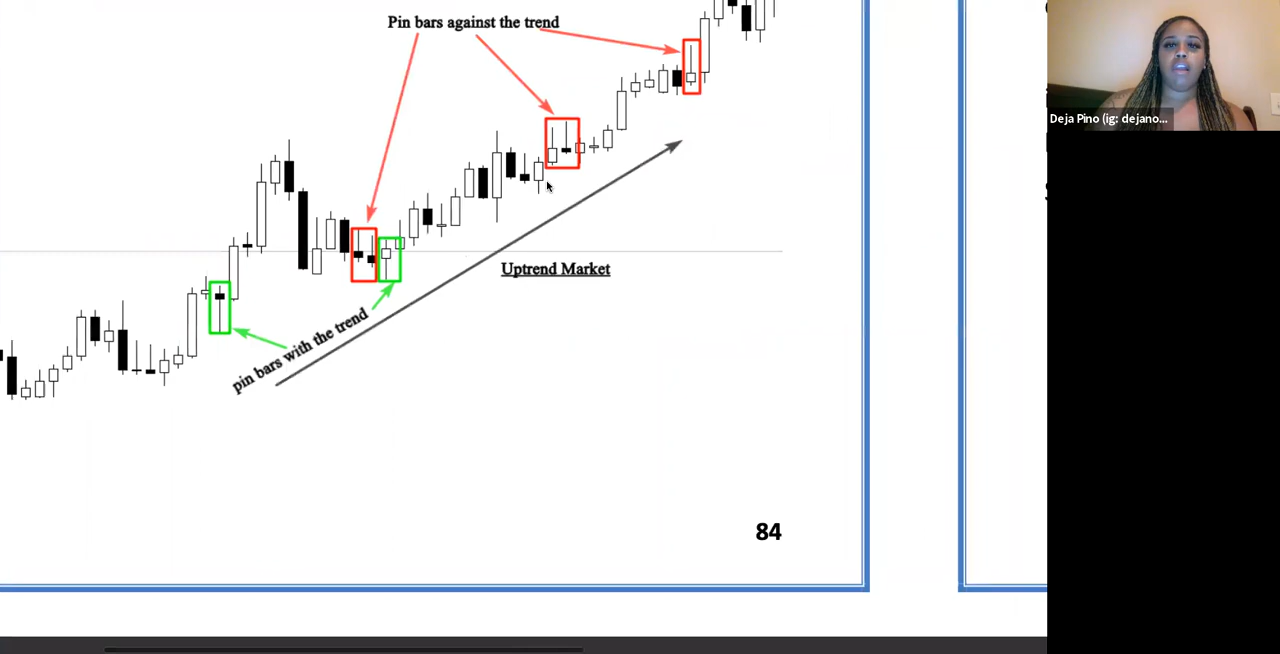 Pin bars against the trend
Deja Pino (ig: dejano...
Uptrend Market
pin bars with the trend
84